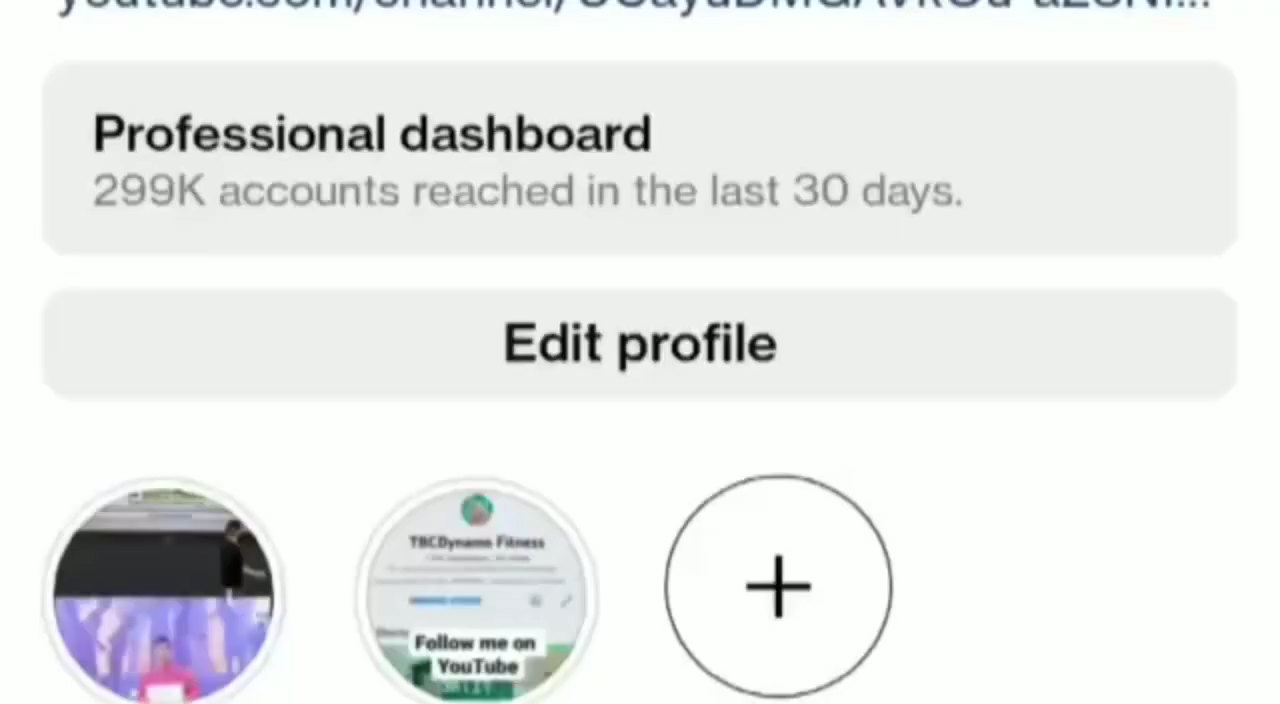 Professional dashboard
299K accounts reached in the last 30 days.
Edit profile
TBCDynamo Fitness
Follow me on
YouTube